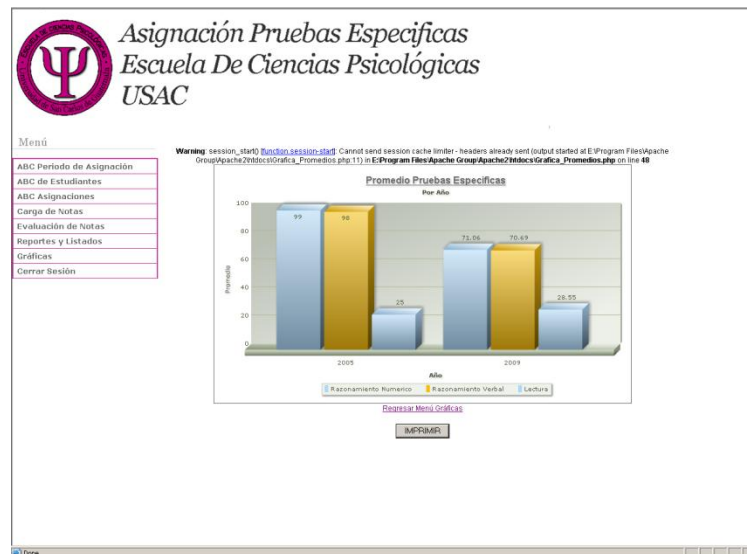 Asignación Pruebas Especificas
Escuela De Ciencias Psicológicas
USAC
Menú
ABC Periodo de Asignación
ABC de Estudiantes
ABC Asignaciones
Carga de Notas
Evaluación de Notas
Reportes y Listados
Gráficas
Cerrar Sesión
Warning: session_start() [function.session-start]: Cannot send session cache limiter - headers already sent (output started at E:\Program Files\Apache
Group\Apache2\htdocs\Grafica_Promedios.php:11) in E:\Program Files\Apache Group\Apache2\htdocs\Grafica_Promedios.php on line 48
Promedio Pruebas Especificas
Por Año
100
80
60
40
20
0
Promedio
99
98
25
71.06
70.69
28.55
2005
2009
Año
Razonamiento Numerico
Razonamiento Verbal
Lectura
Regresar Menú Gráficas
IMPRIMIR
Done